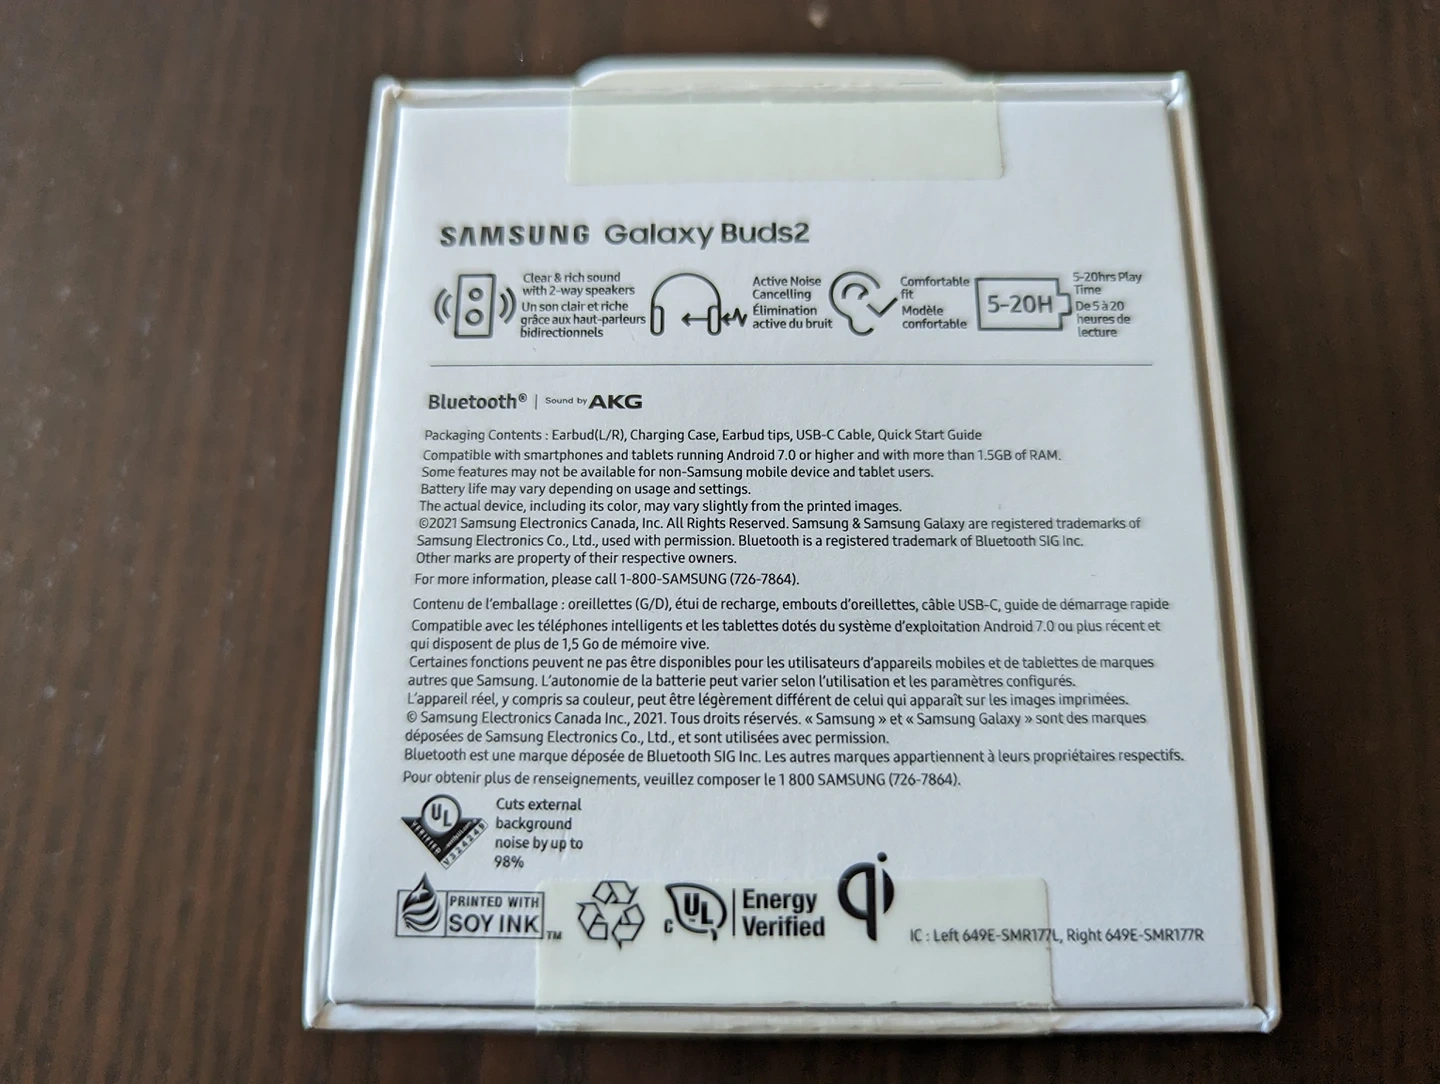 SAMSUNG Galaxy Buds2
Clear & rich sound
with 2-way speakers
Un son clair et riche
grâce aux haut-parleurs
bidirectionnels
Active Noise
Cancelling
Élimination
active du bruit
Comfortable
fit
Modèle
confortable
5-20H
5-20hrs Play
Time
De 5 à 20
heures de
lecture
Bluetooth® | Sound by AKG
Packaging Contents : Earbud(L/R), Charging Case, Earbud tips, USB-C Cable, Quick Start Guide
Compatible with smartphones and tablets running Android 7.0 or higher and with more than 1.5GB of RAM.
Some features may not be available for non-Samsung mobile device and tablet users.
Battery life may vary depending on usage and settings.
The actual device, including its color, may vary slightly from the printed images.
©2021 Samsung Electronics Canada, Inc. All Rights Reserved. Samsung & Samsung Galaxy are registered trademarks of
Samsung Electronics Co., Ltd., used with permission. Bluetooth is a registered trademark of Bluetooth SIG Inc.
Other marks are property of their respective owners.
For more information, please call 1-800-SAMSUNG (726-7864).
Contenu de l'emballage : oreillettes (G/D), étui de recharge, embouts d'oreillettes, câble USB-C, guide de démarrage rapide
Compatible avec les téléphones intelligents et les tablettes dotés du système d'exploitation Android 7.0 ou plus récent et
qui disposent de plus de 1,5 Go de mémoire vive.
Certaines fonctions peuvent ne pas être disponibles pour les utilisateurs d'appareils mobiles et de tablettes de marques
autres que Samsung. L'autonomie de la batterie peut varier selon l'utilisation et les paramètres configurés.
L'appareil réel, y compris sa couleur, peut être légèrement différent de celui qui apparaît sur les images imprimées.
© Samsung Electronics Canada Inc., 2021. Tous droits réservés. « Samsung » et « Samsung Galaxy » sont des marques
déposées de Samsung Electronics Co., Ltd., et sont utilisées avec permission.
Bluetooth est une marque déposée de Bluetooth SIG Inc. Les autres marques appartiennent à leurs propriétaires respectifs.
Pour obtenir plus de renseignements, veuillez composer le 1 800 SAMSUNG (726-7864).
UL
VERIFIED
V324245
Cuts external
background
noise by up to
98%
PRINTED WITH
SOY INK™
c UL
Energy
Verified
qi
IC : Left 649E-SMR177L, Right 649E-SMR177R